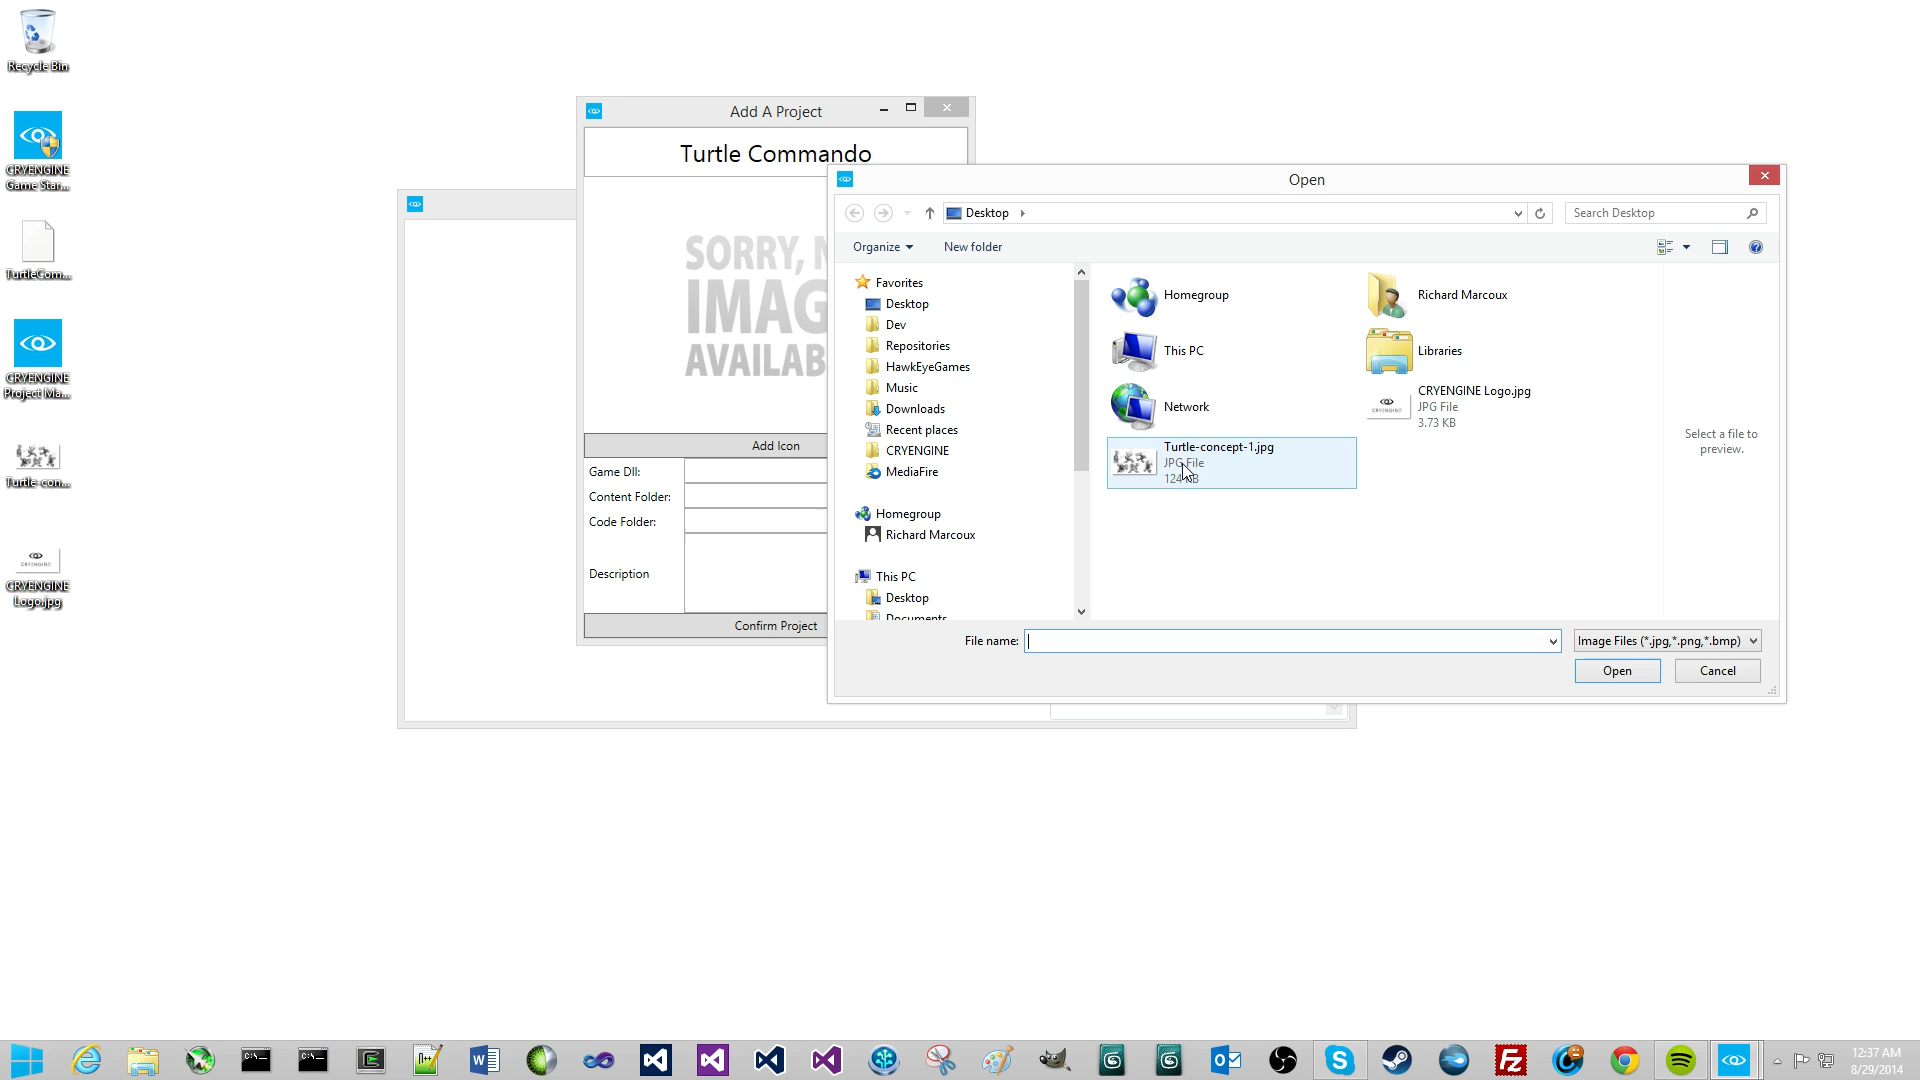 Recycle Bin
CRYENGINE
Game Star...
TurtleCom...
CRYENGINE
Project Ma...
Turtle-con...
CRYENGINE
CRYENGINE
Logo.jpg
Add A Project
Turtle Commando
SORRY, N
IMAG
AVAILAB
Add Icon
Game Dll:
Content Folder:
Code Folder:
Description
Confirm Project
Open
Desktop
Search Desktop
Organize
New folder
Favorites
Desktop
Dev
Repositories
HawkEyeGames
Music
Downloads
Recent places
CRYENGINE
MediaFire
Homegroup
Richard Marcoux
This PC
Desktop
Documents
Homegroup
Richard Marcoux
This PC
Libraries
Network
CRYENGINE
CRYENGINE Logo.jpg
JPG File
3.73 KB
Turtle-concept-1.jpg
JPG File
124 KB
Select a file to
preview.
File name:
Image Files (*.jpg,*.png,*.bmp)
Open
Cancel
12:37 AM
8/29/2014